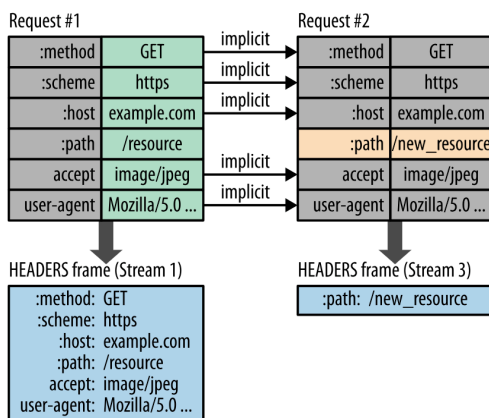 Request #1
Request #2
:method GET implicit :method GET
:scheme https implicit :scheme https
:host example.com implicit :host example.com
:path /resource :path /new_resource
accept image/jpeg implicit accept image/jpeg
user-agent Mozilla/5.0 ... implicit user-agent Mozilla/5.0 ...
HEADERS frame (Stream 1)
:method: GET
:scheme: https
:host: example.com
:path: /resource
accept: image/jpeg
user-agent: Mozilla/5.0 ...
HEADERS frame (Stream 3)
:path: /new_resource